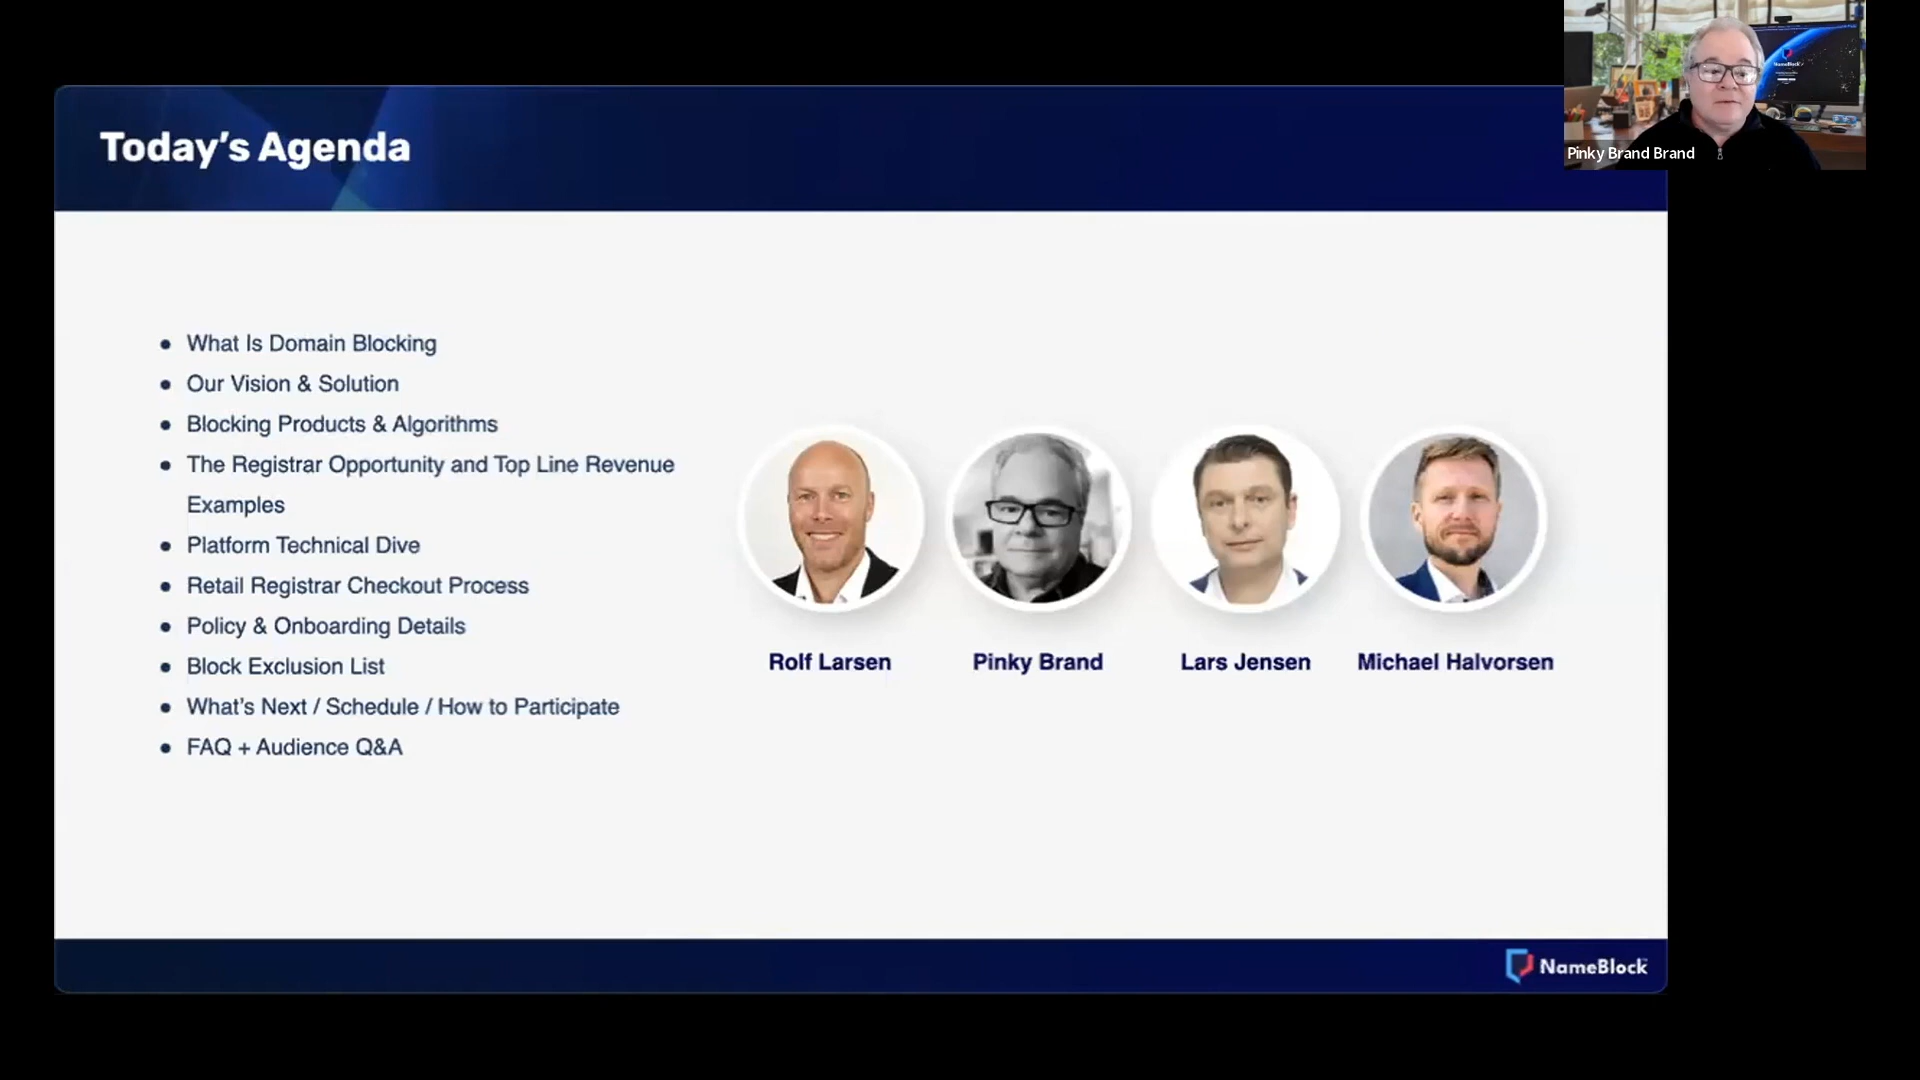 Today's Agenda
Pinky Brand Brand
NameBlock
● What Is Domain Blocking
● Our Vision & Solution
● Blocking Products & Algorithms
● The Registrar Opportunity and Top Line Revenue
Examples
● Platform Technical Dive
● Retail Registrar Checkout Process
● Policy & Onboarding Details
● Block Exclusion List
● What's Next / Schedule / How to Participate
● FAQ + Audience Q&A
Rolf Larsen
Pinky Brand
Lars Jensen
Michael Halvorsen
NameBlock